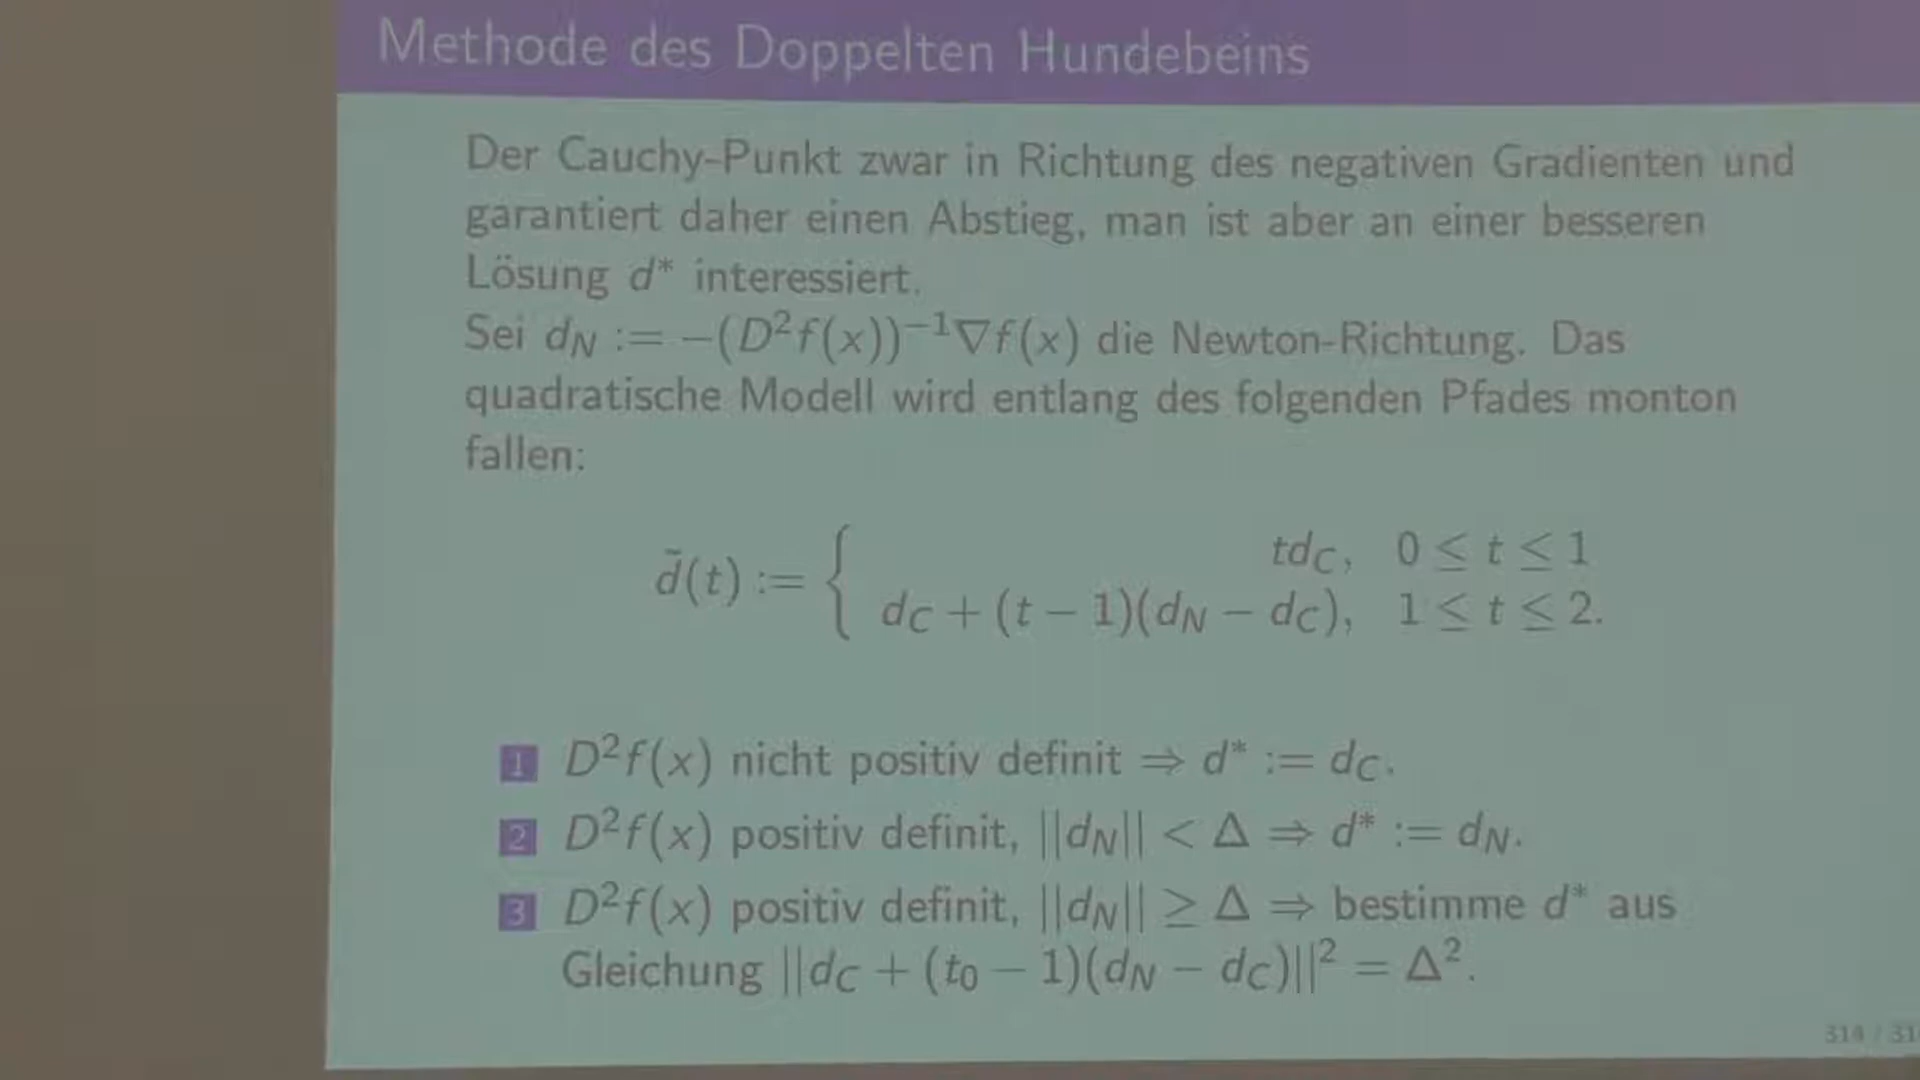 Methode des Doppelten Hundebeins
Der Cauchy-Punkt zwar in Richtung des negativen Gradienten und
garantiert daher einen Abstieg, man ist aber an einer besseren
Lösung d* interessiert.
Sei d_N := −(D²f(x))⁻¹∇f(x) die Newton-Richtung. Das
quadratische Modell wird entlang des folgenden Pfades monton
fallen:
d̃(t) := { td_C, 0 ≤ t ≤ 1
d_C + (t − 1)(d_N − d_C), 1 ≤ t ≤ 2.
1 D²f(x) nicht positiv definit ⇒ d* := d_C.
2 D²f(x) positiv definit, ||d_N|| < Δ ⇒ d* := d_N.
3 D²f(x) positiv definit, ||d_N|| ≥ Δ ⇒ bestimme d* aus
Gleichung ||d_C + (t₀ − 1)(d_N − d_C)||² = Δ².